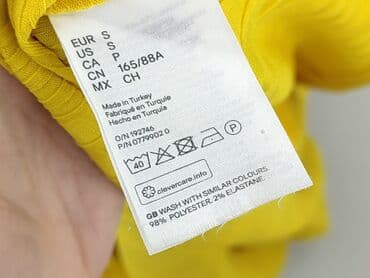 EUR S
US S
CA P
CN 165/88A
MX CH
Made in Turkey
Fabriqué en Turquie
Hecho en Turquía
O/N 192746
P/N 0779902 0
40 P
clevercare.info
GB WASH WITH SIMILAR COLOURS.
98% POLYESTER, 2% ELASTANE.